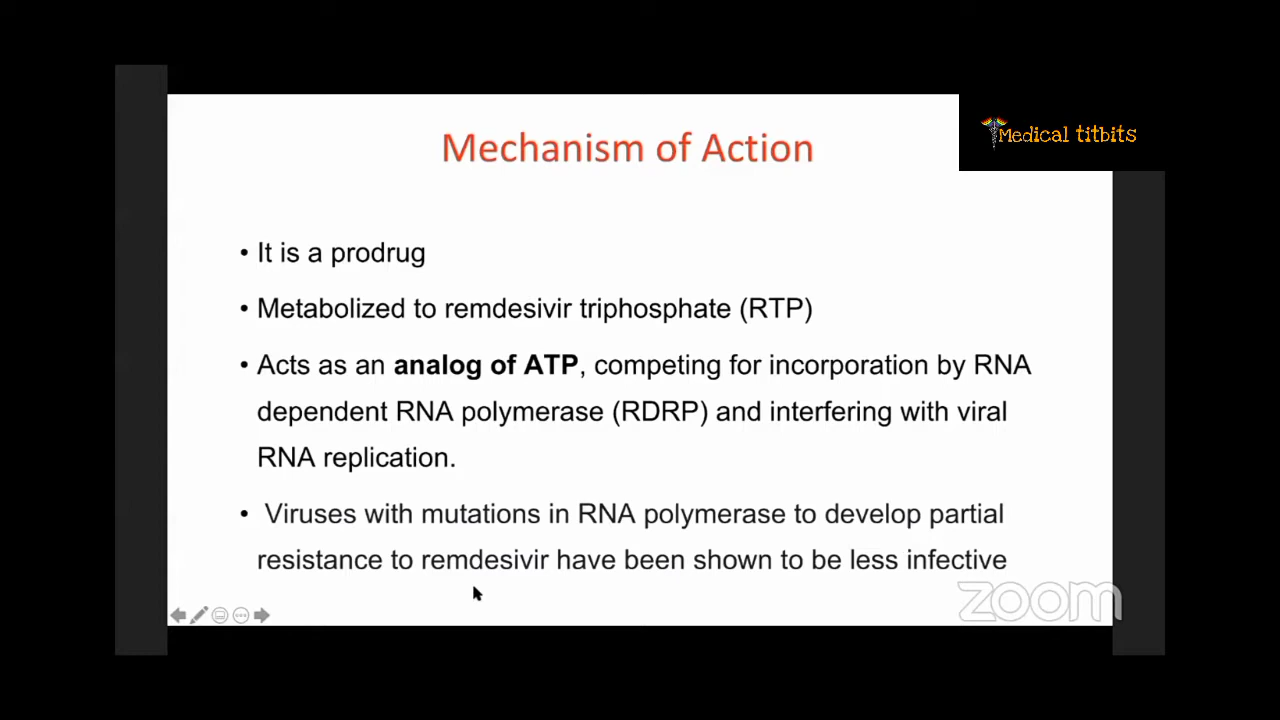 Medical titbits
Mechanism of Action
• It is a prodrug
• Metabolized to remdesivir triphosphate (RTP)
• Acts as an analog of ATP, competing for incorporation by RNA
dependent RNA polymerase (RDRP) and interfering with viral
RNA replication.
• Viruses with mutations in RNA polymerase to develop partial
resistance to remdesivir have been shown to be less infective
zoom